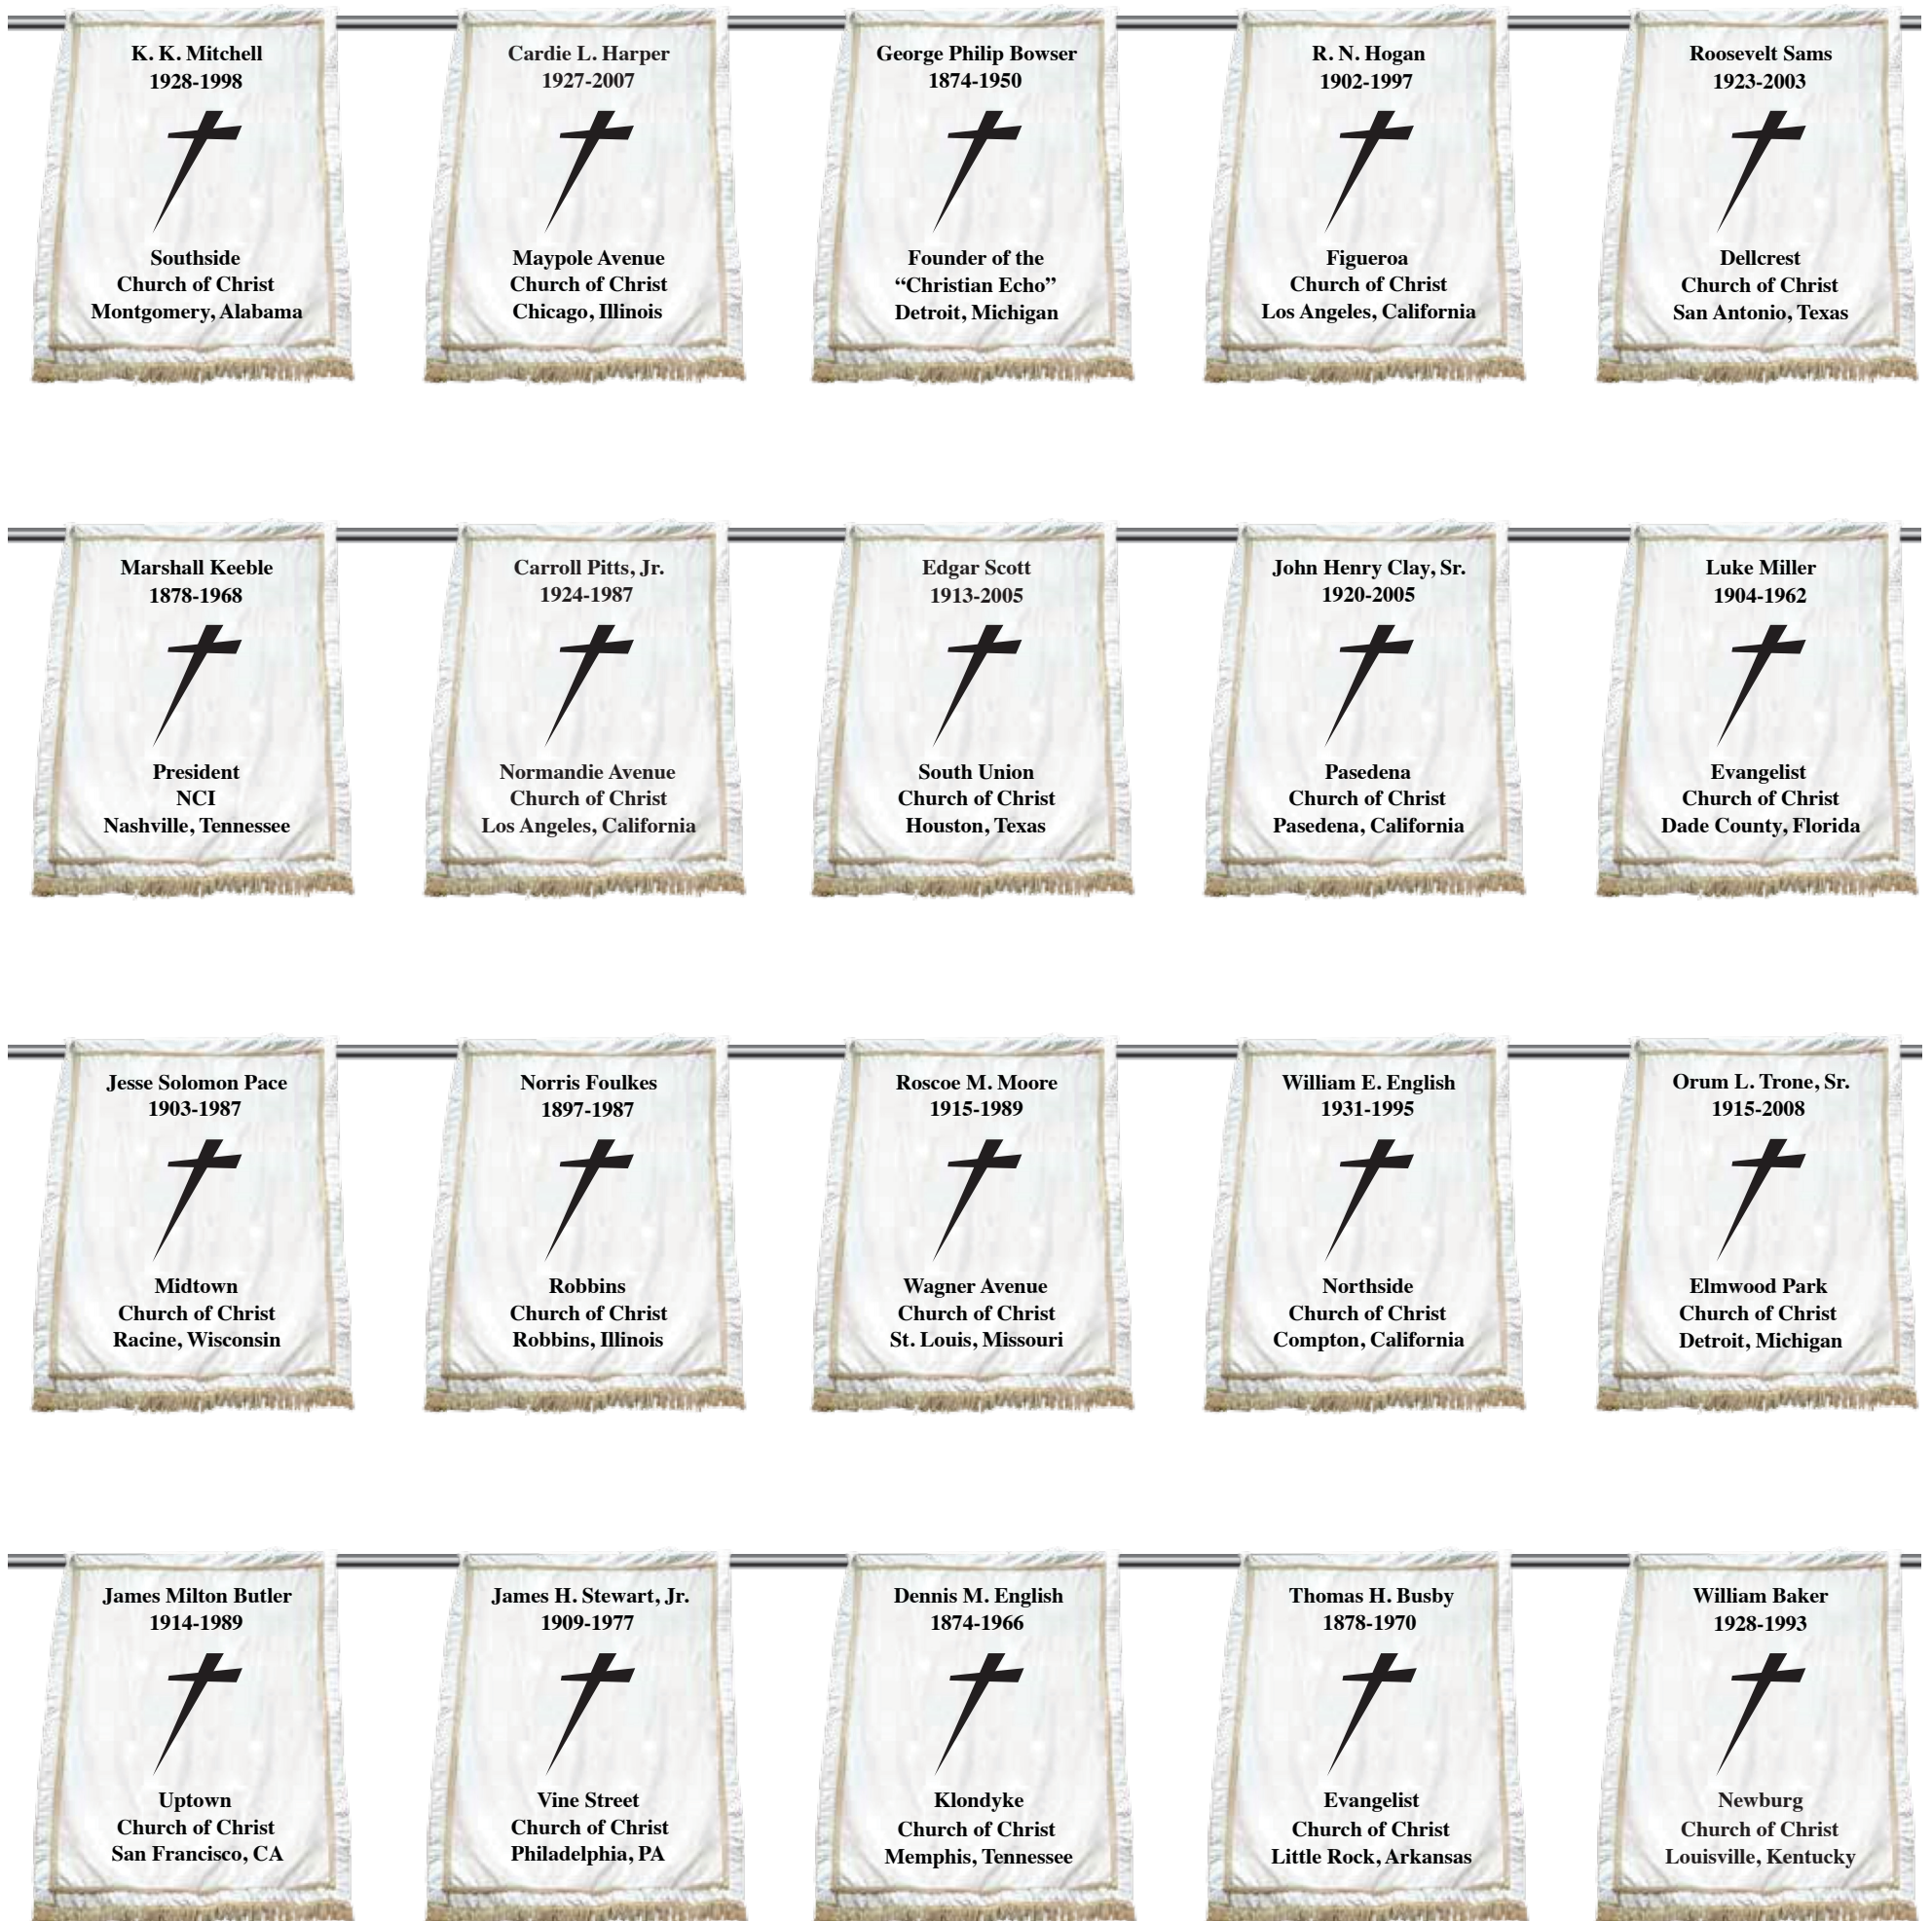 K. K. Mitchell
1928-1998
Southside
Church of Christ
Montgomery, Alabama
Cardie L. Harper
1927-2007
Maypole Avenue
Church of Christ
Chicago, Illinois
George Philip Bowser
1874-1950
Founder of the
“Christian Echo”
Detroit, Michigan
R. N. Hogan
1902-1997
Figueroa
Church of Christ
Los Angeles, California
Roosevelt Sams
1923-2003
Dellcrest
Church of Christ
San Antonio, Texas
Marshall Keeble
1878-1968
President
NCI
Nashville, Tennessee
Carroll Pitts, Jr.
1924-1987
Normandie Avenue
Church of Christ
Los Angeles, California
Edgar Scott
1913-2005
South Union
Church of Christ
Houston, Texas
John Henry Clay, Sr.
1920-2005
Pasedena
Church of Christ
Pasedena, California
Luke Miller
1904-1962
Evangelist
Church of Christ
Dade County, Florida
Jesse Solomon Pace
1903-1987
Midtown
Church of Christ
Racine, Wisconsin
Norris Foulkes
1897-1987
Robbins
Church of Christ
Robbins, Illinois
Roscoe M. Moore
1915-1989
Wagner Avenue
Church of Christ
St. Louis, Missouri
William E. English
1931-1995
Northside
Church of Christ
Compton, California
Orum L. Trone, Sr.
1915-2008
Elmwood Park
Church of Christ
Detroit, Michigan
James Milton Butler
1914-1989
Uptown
Church of Christ
San Francisco, CA
James H. Stewart, Jr.
1909-1977
Vine Street
Church of Christ
Philadelphia, PA
Dennis M. English
1874-1966
Klondyke
Church of Christ
Memphis, Tennessee
Thomas H. Busby
1878-1970
Evangelist
Church of Christ
Little Rock, Arkansas
William Baker
1928-1993
Newburg
Church of Christ
Louisville, Kentucky